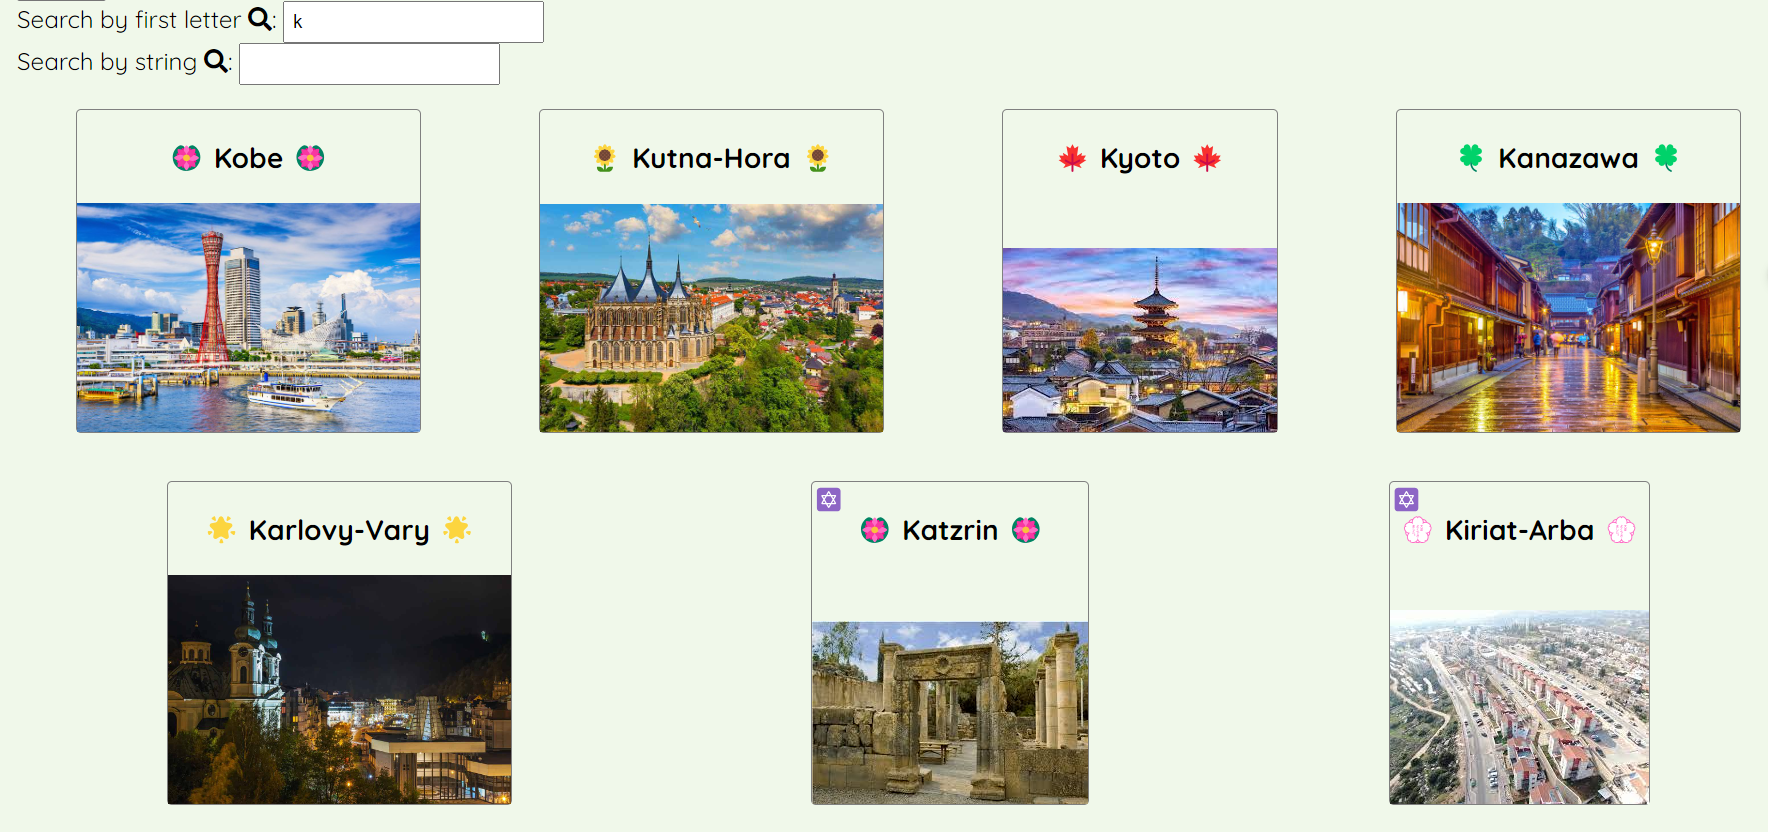 Search by first letter : k
Search by string :
Kobe
Kutna-Hora
Kyoto
Kanazawa
Karlovy-Vary
Katzrin
Kiriat-Arba